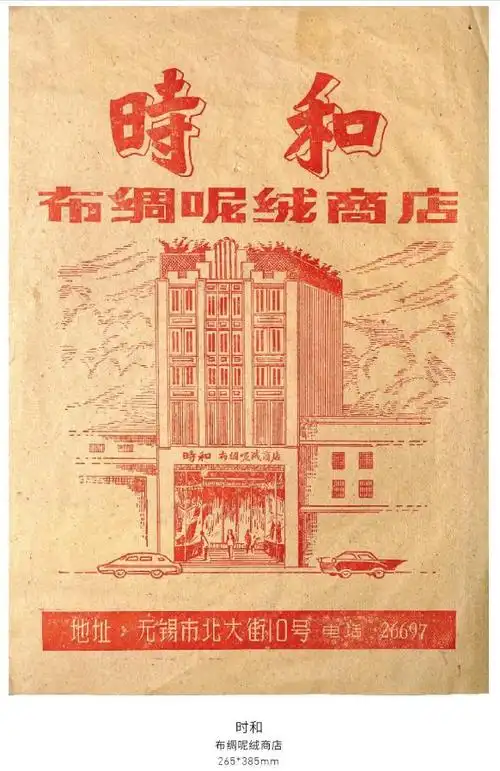 時和
布綢呢绒商店
時和 布綢呢绒商店
地址：无锡市北大街10号 电话 26697
时和
布绸呢绒商店
265*385mm